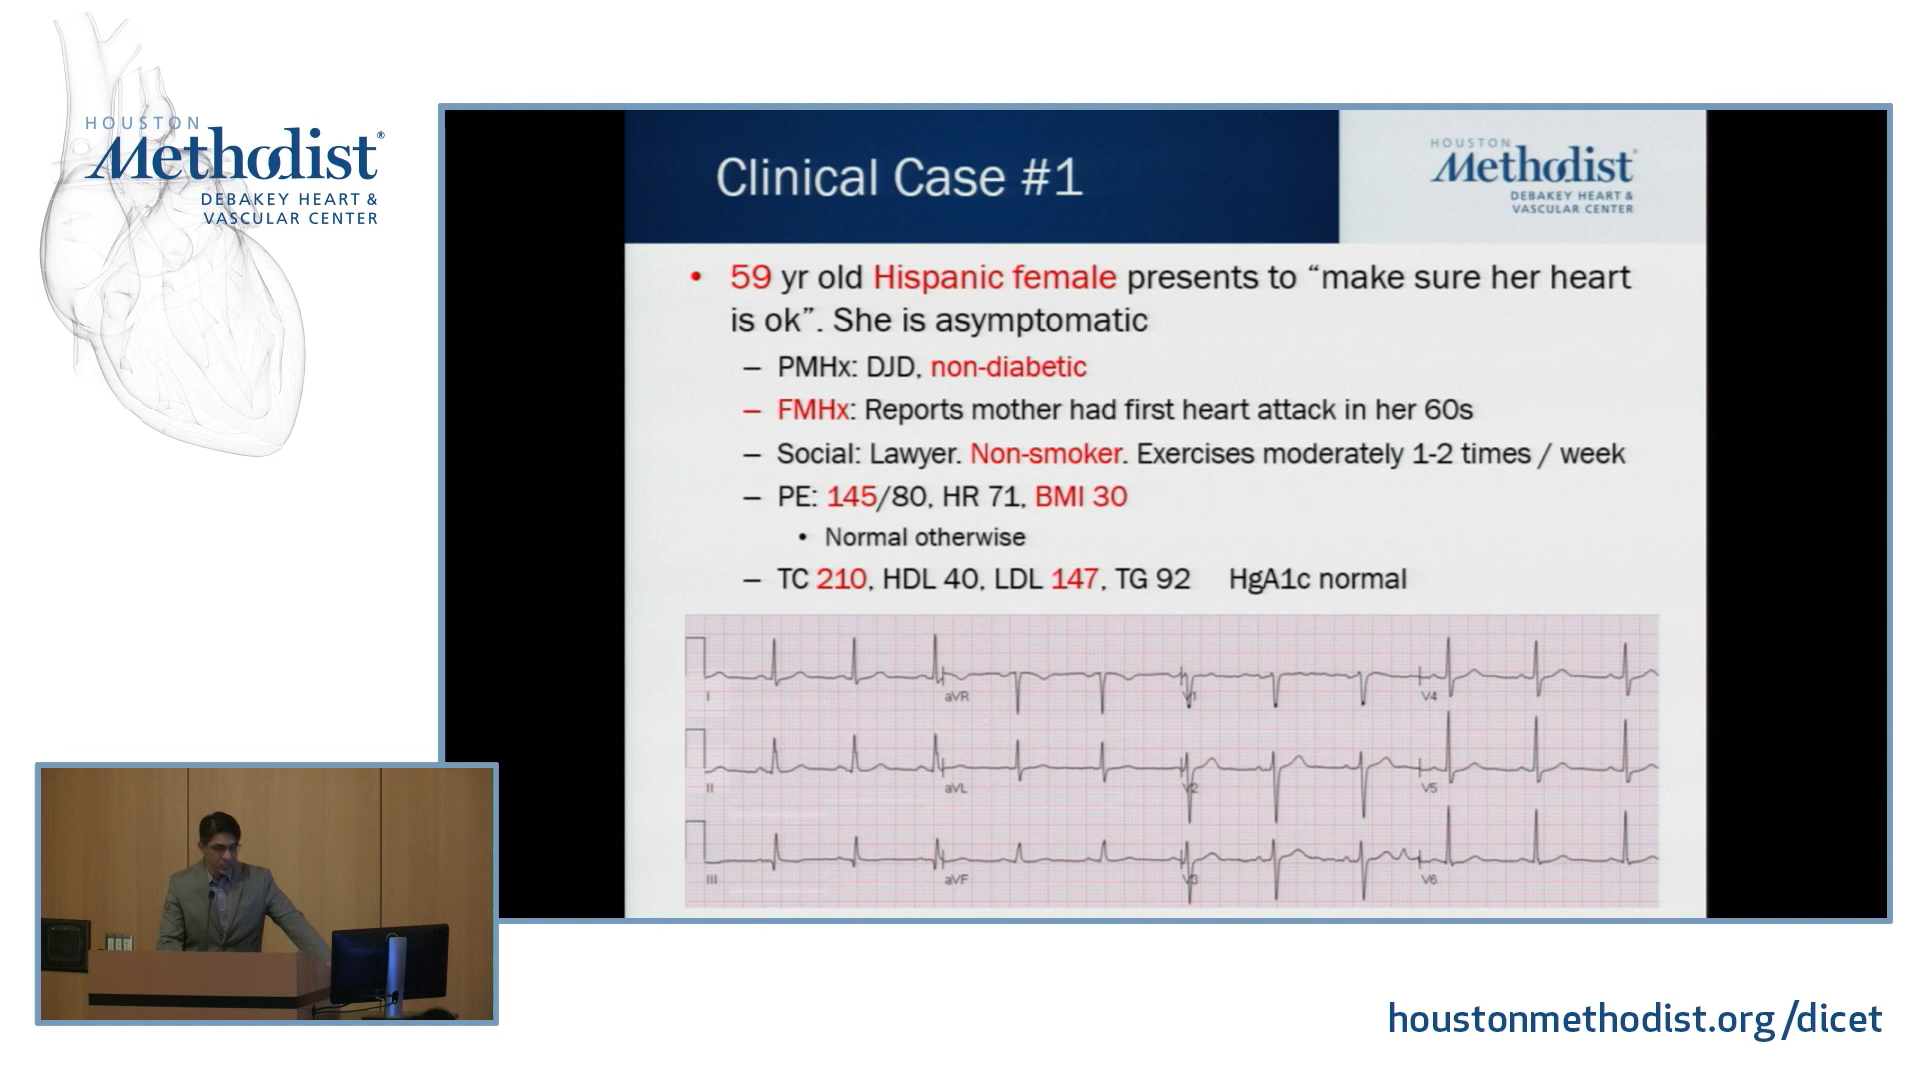 HOUSTON
Methodist®
DEBAKEY HEART &
VASCULAR CENTER
Clinical Case #1
HOUSTON
Methodist®
DEBAKEY HEART &
VASCULAR CENTER
• 59 yr old Hispanic female presents to “make sure her heart
is ok”. She is asymptomatic
– PMHx: DJD, non-diabetic
– FMHx: Reports mother had first heart attack in her 60s
– Social: Lawyer. Non-smoker. Exercises moderately 1-2 times / week
– PE: 145/80, HR 71, BMI 30
• Normal otherwise
– TC 210, HDL 40, LDL 147, TG 92 HgA1c normal
I aVR V1 V4
II aVL V2 V5
III aVF V3 V6
houstonmethodist.org/dicet